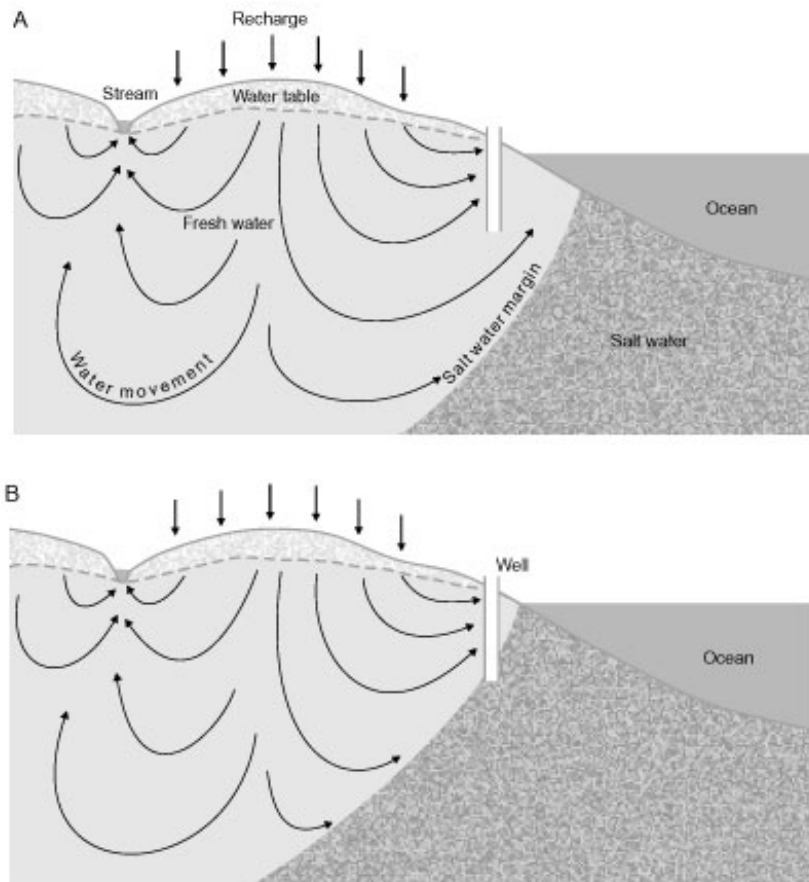 A
Recharge
Stream
Water table
Ocean
Fresh water
Salt water margin
Salt water
Water movement
B
Well
Ocean